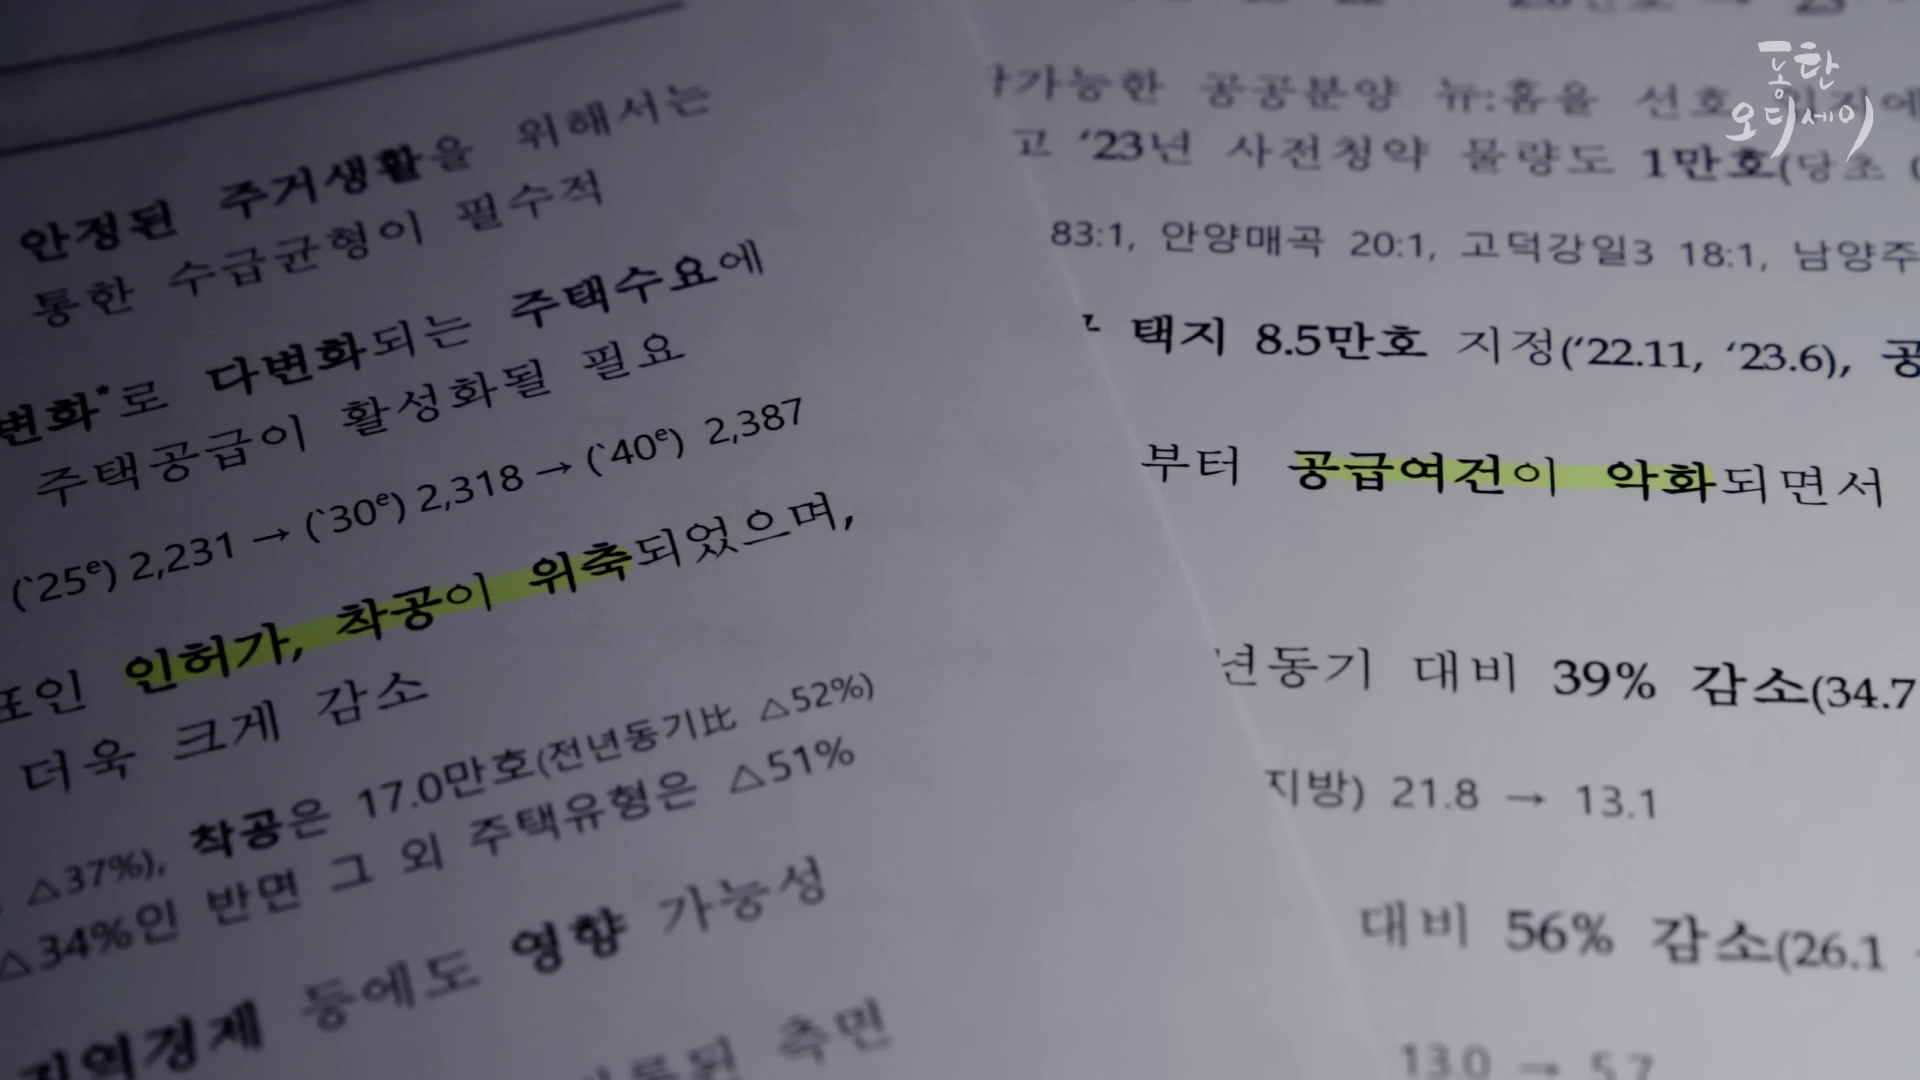 안정된 주거생활을 위해서는
통한 수급균형이 필수적
변화*로 다변화되는 주택수요에
주택공급이 활성화될 필요
(`25ᵉ) 2,231 → (`30ᵉ) 2,318 → (`40ᵉ) 2,387
표인 인허가, 착공이 위축되었으며,
더욱 크게 감소
△37%), 착공은 17.0만호(전년동기比 △52%)
△34%인 반면 그 외 주택유형은 △51%
지역경제 등에도 영향 가능성
측면
가능한 공공분양 뉴:홈을 선호
고 ‘23년 사전청약 물량도 1만호(당초
83:1, 안양매곡 20:1, 고덕강일3 18:1, 남양주
택지 8.5만호 지정(‘22.11, ‘23.6), 공
부터 공급여건이 악화되면서
년동기 대비 39% 감소(34.7
지방) 21.8 → 13.1
대비 56% 감소(26.1
13.0 → 5.7
동탄
오디세이